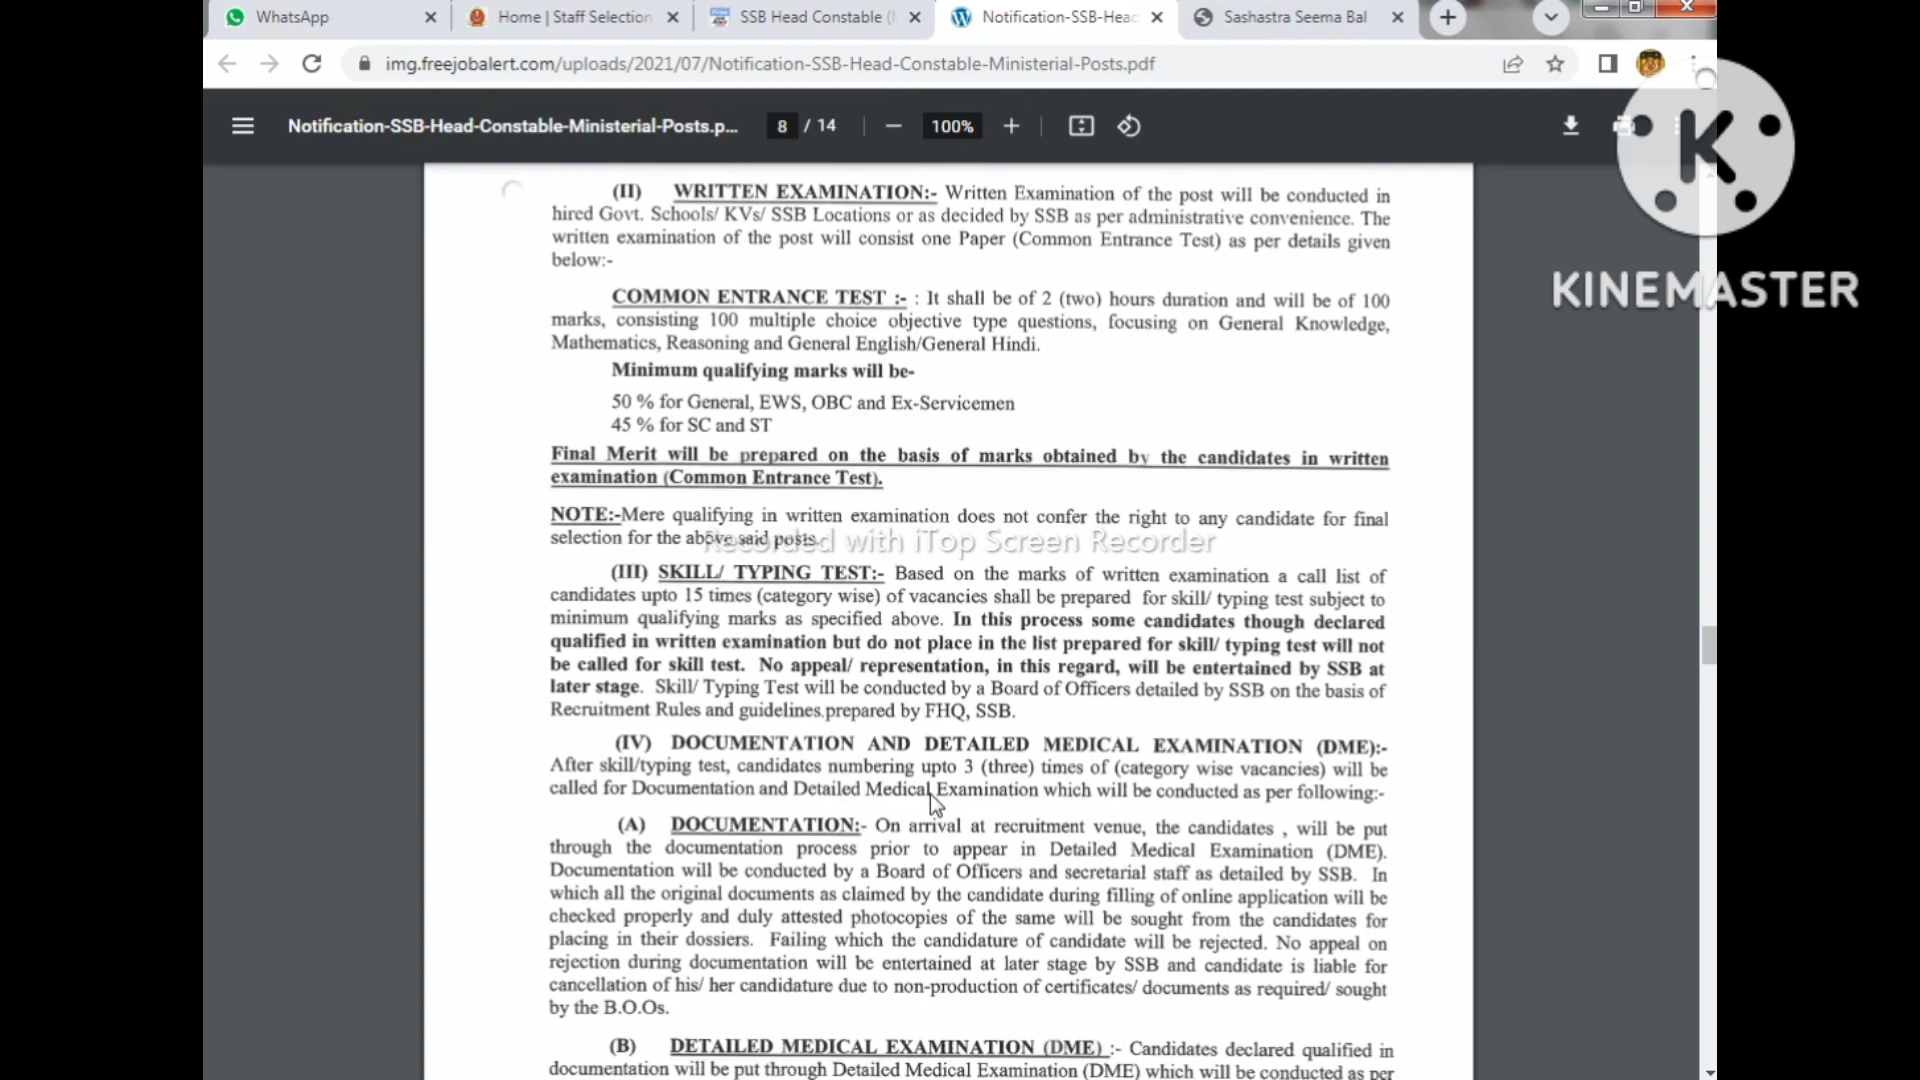 WhatsApp
Home | Staff Selection
SSB Head Constable (
Notification-SSB-Head
Sashastra Seema Bal
img.freejobalert.com/uploads/2021/07/Notification-SSB-Head-Constable-Ministerial-Posts.pdf
Notification-SSB-Head-Constable-Ministerial-Posts.p...
8 / 14
100%
KINEMASTER
(II) WRITTEN EXAMINATION:- Written Examination of the post will be conducted in
hired Govt. Schools/ KVs/ SSB Locations or as decided by SSB as per administrative convenience. The
written examination of the post will consist one Paper (Common Entrance Test) as per details given
below:-
COMMON ENTRANCE TEST :- : It shall be of 2 (two) hours duration and will be of 100
marks, consisting 100 multiple choice objective type questions, focusing on General Knowledge,
Mathematics, Reasoning and General English/General Hindi.
Minimum qualifying marks will be-
50 % for General, EWS, OBC and Ex-Servicemen
45 % for SC and ST
Final Merit will be prepared on the basis of marks obtained by the candidates in written
examination (Common Entrance Test).
NOTE:-Mere qualifying in written examination does not confer the right to any candidate for final
selection for the above said posts.
Recorded with iTop Screen Recorder
(III) SKILL/ TYPING TEST:- Based on the marks of written examination a call list of
candidates upto 15 times (category wise) of vacancies shall be prepared for skill/ typing test subject to
minimum qualifying marks as specified above. In this process some candidates though declared
qualified in written examination but do not place in the list prepared for skill/ typing test will not
be called for skill test. No appeal/ representation, in this regard, will be entertained by SSB at
later stage. Skill/ Typing Test will be conducted by a Board of Officers detailed by SSB on the basis of
Recruitment Rules and guidelines.prepared by FHQ, SSB.
(IV) DOCUMENTATION AND DETAILED MEDICAL EXAMINATION (DME):-
After skill/typing test, candidates numbering upto 3 (three) times of (category wise vacancies) will be
called for Documentation and Detailed Medical Examination which will be conducted as per following:-
(A) DOCUMENTATION:- On arrival at recruitment venue, the candidates , will be put
through the documentation process prior to appear in Detailed Medical Examination (DME).
Documentation will be conducted by a Board of Officers and secretarial staff as detailed by SSB. In
which all the original documents as claimed by the candidate during filling of online application will be
checked properly and duly attested photocopies of the same will be sought from the candidates for
placing in their dossiers. Failing which the candidature of candidate will be rejected. No appeal on
rejection during documentation will be entertained at later stage by SSB and candidate is liable for
cancellation of his/ her candidature due to non-production of certificates/ documents as required/ sought
by the B.O.Os.
(B) DETAILED MEDICAL EXAMINATION (DME) :- Candidates declared qualified in
documentation will be put through Detailed Medical Examination (DME) which will be conducted as per